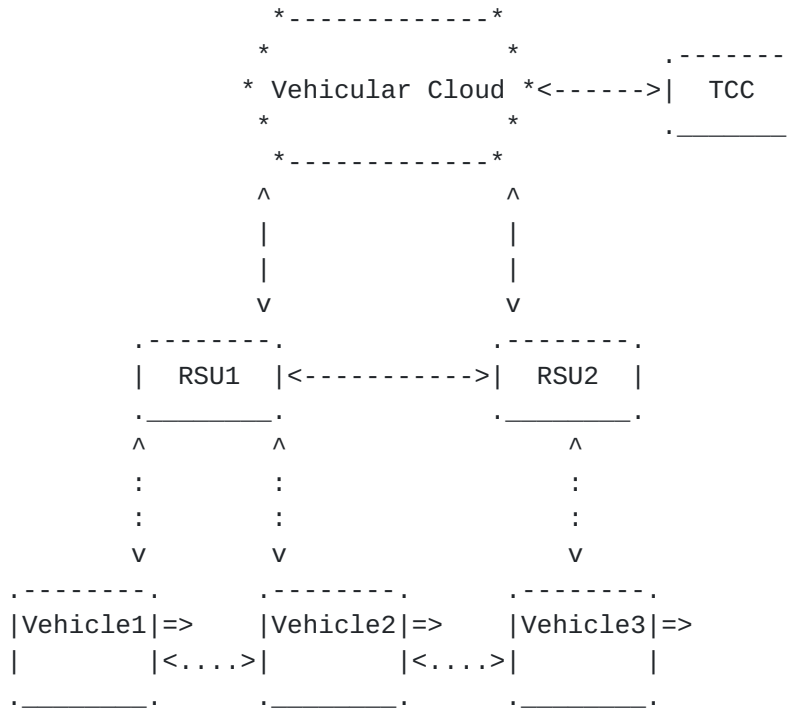 Vehicular Cloud
TCC
RSU1
RSU2
Vehicle1
Vehicle2
Vehicle3